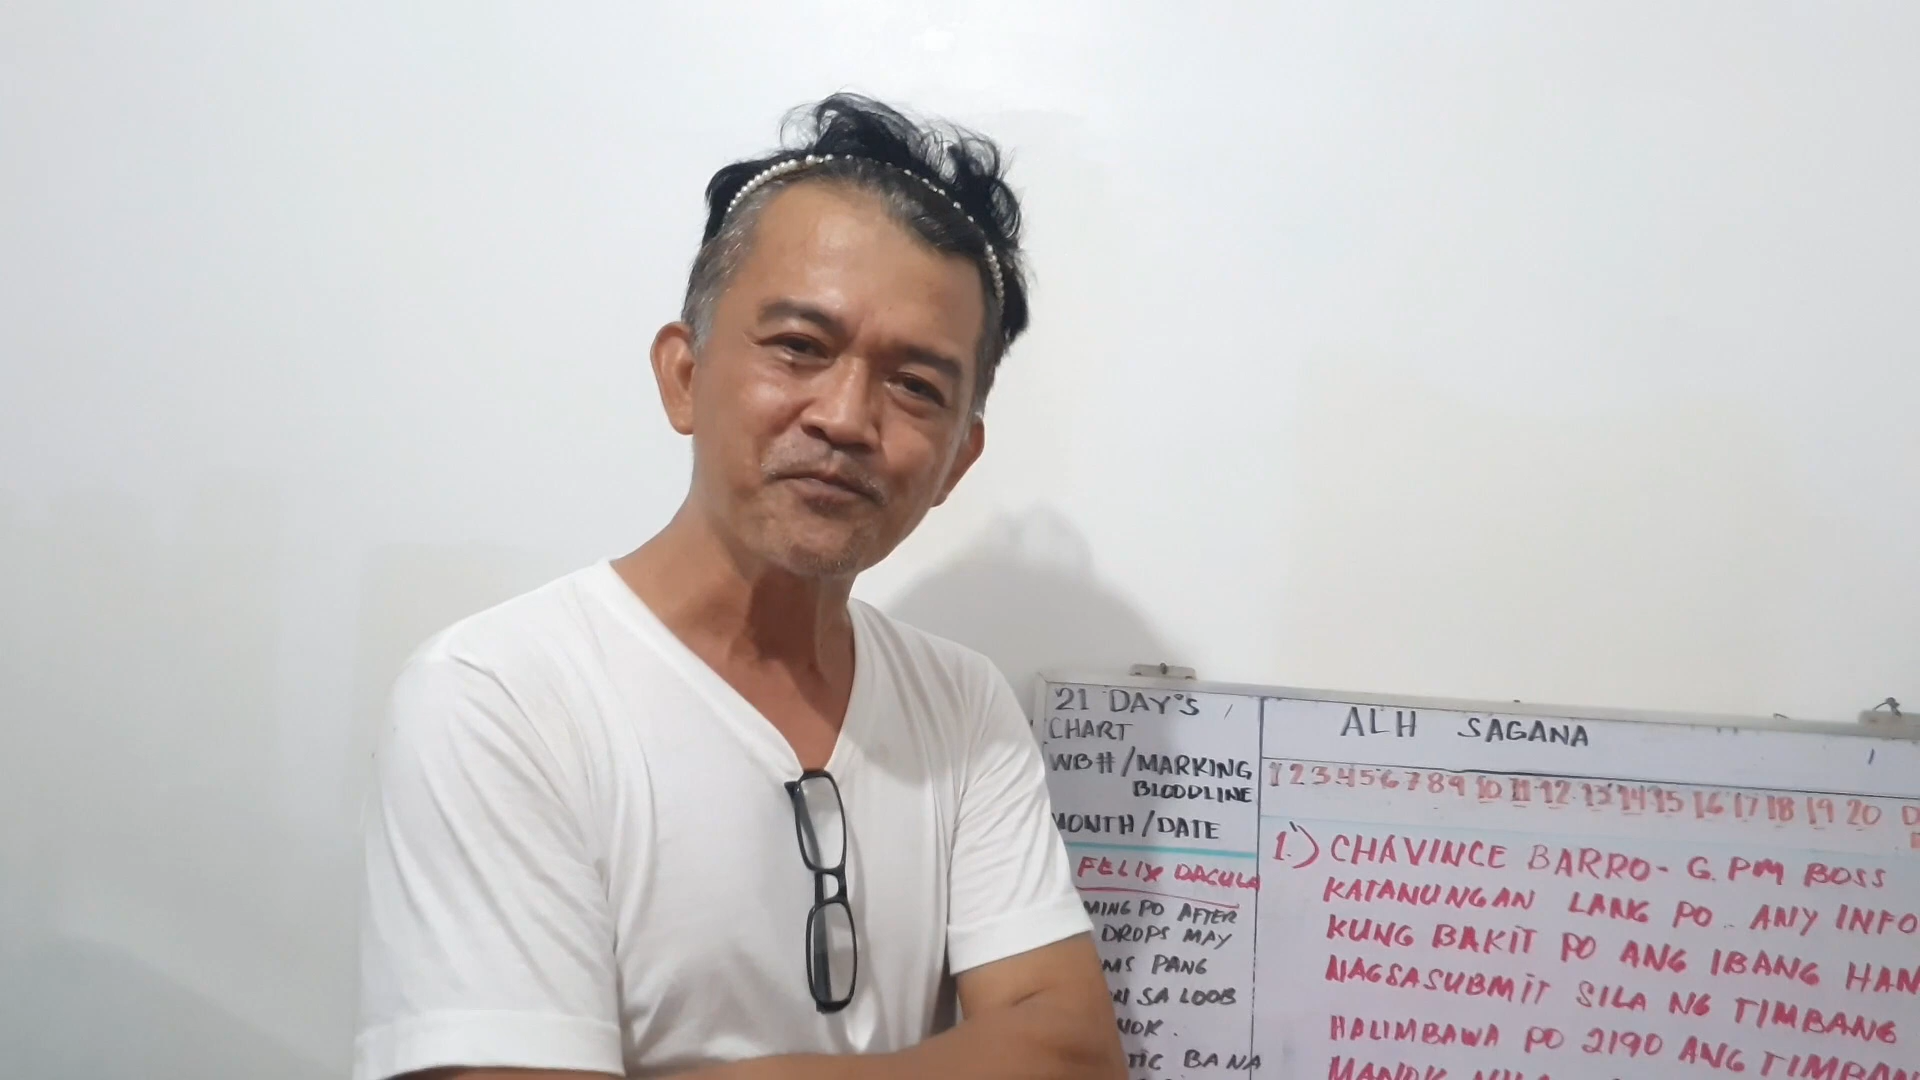 21 DAY'S
CHART
WB#/MARKING
BLOODLINE
MONTH/DATE
FELIX DACULA
MING PO AFTER
DROPS MAY
MS PANG
SA LOOB
BANA
ALH SAGANA
1 2 3 4 5 6 7 8 9 10 11 12 13 14 15 16 17 18 19 20 D
1.) CHAVINCE BARRO- G. PM BOSS
KATANUNGAN LANG PO.. ANY INFO
KUNG BAKIT PO ANG IBANG HAN
NAGSASUBMIT SILA NG TIMBANG
HALIMBAWA PO 2190 ANG TIMBAN
MANOK